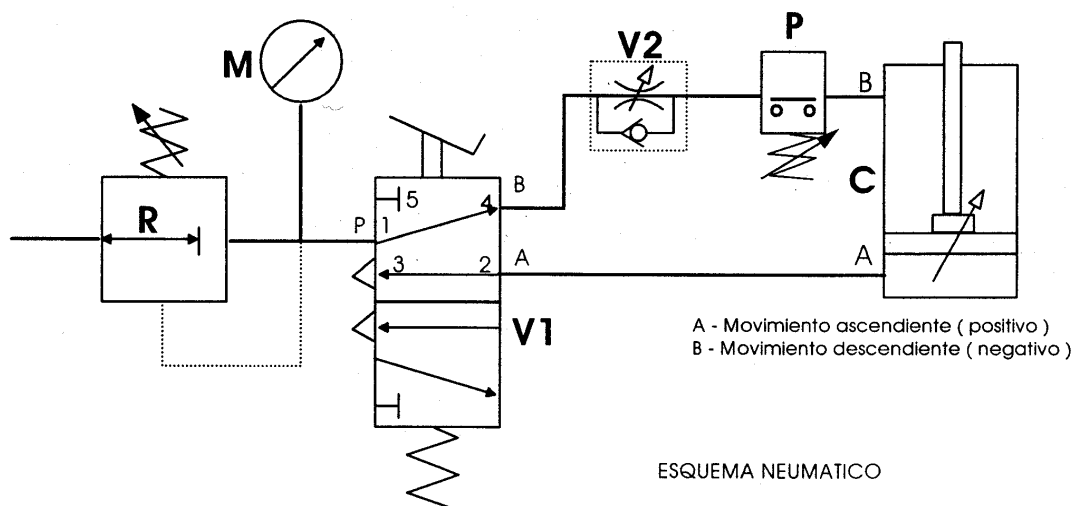 P
V2
M
B
C
R
B
5
4
P
1
A
3
2
A
V1
A - Movimiento ascendiente ( positivo )
B - Movimiento descendiente ( negativo )
ESQUEMA NEUMATICO